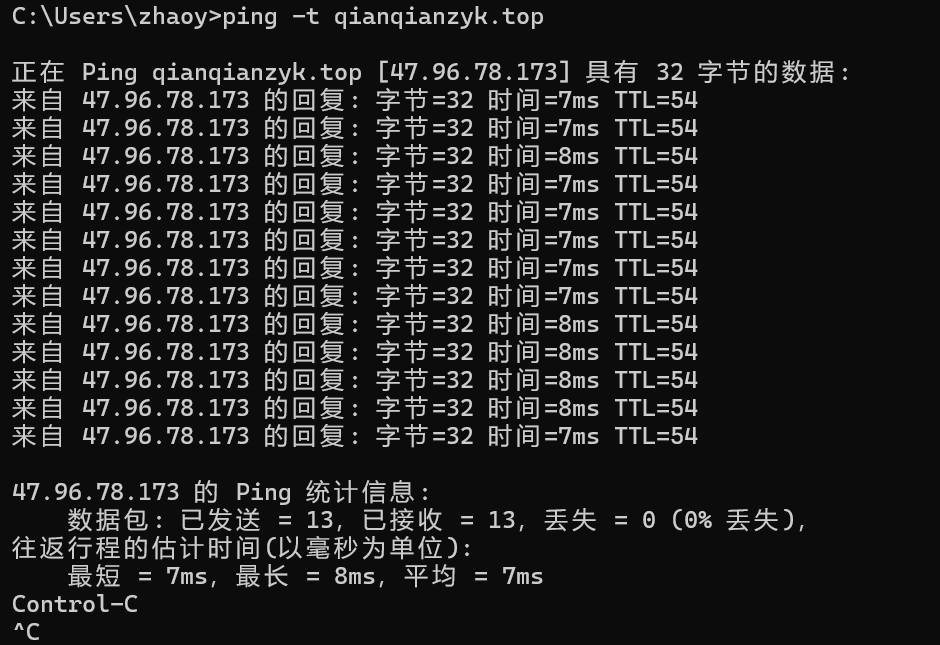 C:\Users\zhaoy>ping -t qianqianzyk.top
正在 Ping qianqianzyk.top [47.96.78.173] 具有 32 字节的数据:
来自 47.96.78.173 的回复: 字节=32 时间=7ms TTL=54
来自 47.96.78.173 的回复: 字节=32 时间=7ms TTL=54
来自 47.96.78.173 的回复: 字节=32 时间=8ms TTL=54
来自 47.96.78.173 的回复: 字节=32 时间=7ms TTL=54
来自 47.96.78.173 的回复: 字节=32 时间=7ms TTL=54
来自 47.96.78.173 的回复: 字节=32 时间=7ms TTL=54
来自 47.96.78.173 的回复: 字节=32 时间=7ms TTL=54
来自 47.96.78.173 的回复: 字节=32 时间=7ms TTL=54
来自 47.96.78.173 的回复: 字节=32 时间=8ms TTL=54
来自 47.96.78.173 的回复: 字节=32 时间=8ms TTL=54
来自 47.96.78.173 的回复: 字节=32 时间=8ms TTL=54
来自 47.96.78.173 的回复: 字节=32 时间=8ms TTL=54
来自 47.96.78.173 的回复: 字节=32 时间=7ms TTL=54
47.96.78.173 的 Ping 统计信息:
数据包: 已发送 = 13, 已接收 = 13, 丢失 = 0 (0% 丢失),
往返行程的估计时间(以毫秒为单位):
最短 = 7ms, 最长 = 8ms, 平均 = 7ms
Control-C
^C